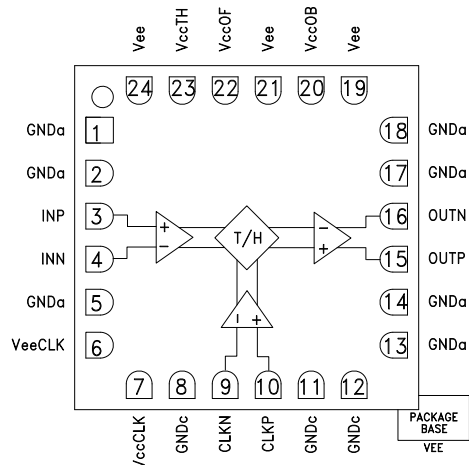 Vee
VccTH
VccOF
Vee
VccOB
Vee
24
23
22
21
20
19
GNDa
1
18
GNDa
GNDa
2
17
GNDa
INP
3
+
−
T/H
−
+
16
OUTN
INN
4
15
OUTP
GNDa
5
14
GNDa
VeeCLK
6
− +
13
GNDa
7
8
9
10
11
12
/ccCLK
GNDc
CLKN
CLKP
GNDc
GNDc
PACKAGE
BASE
VEE